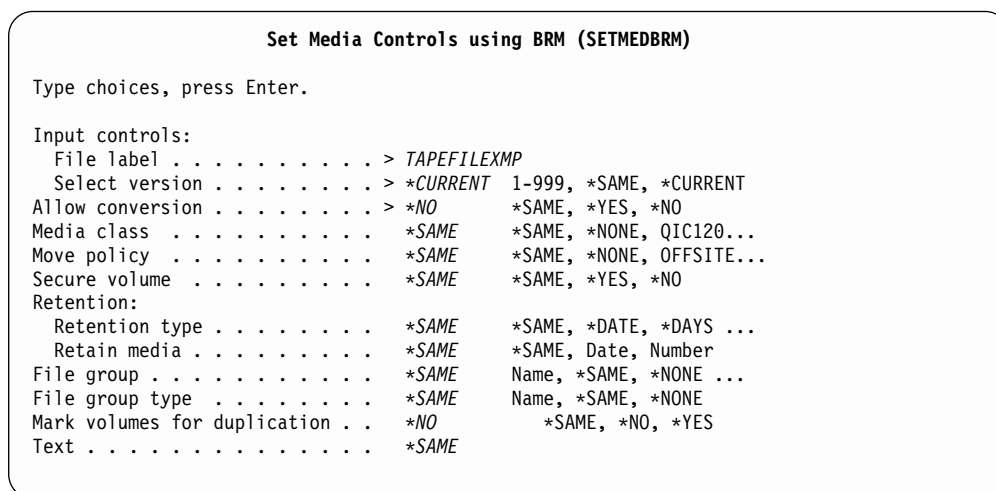 Set Media Controls using BRM (SETMEDBRM)
Type choices, press Enter.
Input controls:
File label . . . . . . . . . . > TAPEFILEXMP
Select version . . . . . . . . > *CURRENT 1-999, *SAME, *CURRENT
Allow conversion . . . . . . . . > *NO *SAME, *YES, *NO
Media class . . . . . . . . . . *SAME *SAME, *NONE, QIC120...
Move policy . . . . . . . . . . *SAME *SAME, *NONE, OFFSITE...
Secure volume . . . . . . . . . *SAME *SAME, *YES, *NO
Retention:
Retention type . . . . . . . . *SAME *SAME, *DATE, *DAYS ...
Retain media . . . . . . . . . *SAME *SAME, Date, Number
File group . . . . . . . . . . . *SAME Name, *SAME, *NONE ...
File group type . . . . . . . . *SAME Name, *SAME, *NONE
Mark volumes for duplication . . *NO *SAME, *NO, *YES
Text . . . . . . . . . . . . . . *SAME